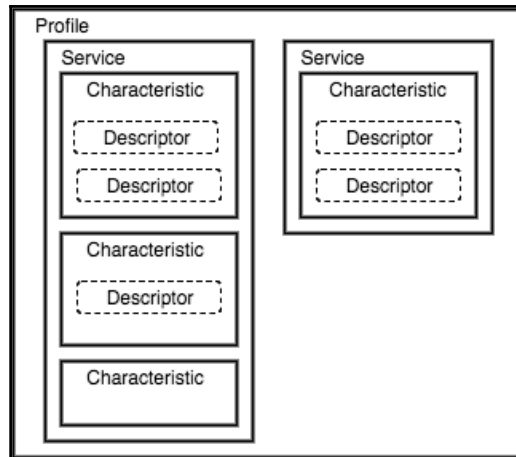 Profile
Service
Characteristic
Descriptor
Descriptor
Characteristic
Descriptor
Characteristic
Service
Characteristic
Descriptor
Descriptor